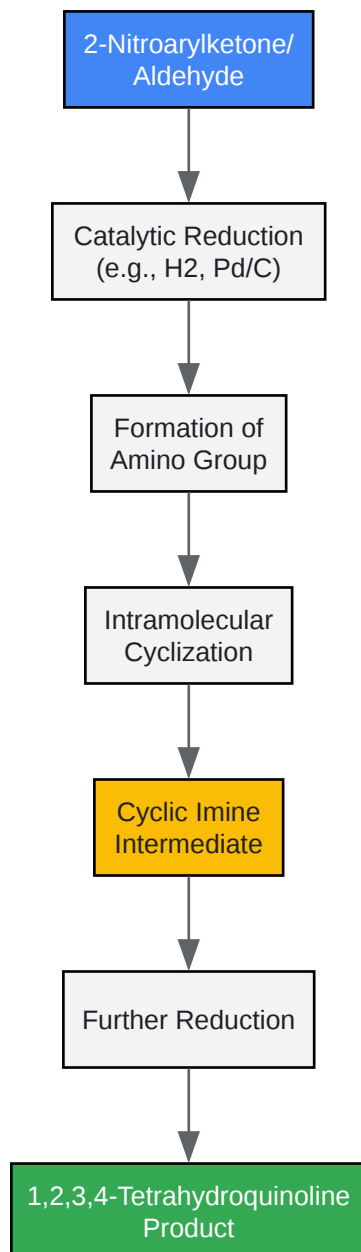 2-Nitroarylketone/
Aldehyde
Catalytic Reduction
(e.g., H2, Pd/C)
Formation of
Amino Group
Intramolecular
Cyclization
Cyclic Imine
Intermediate
Further Reduction
1,2,3,4-Tetrahydroquinoline
Product